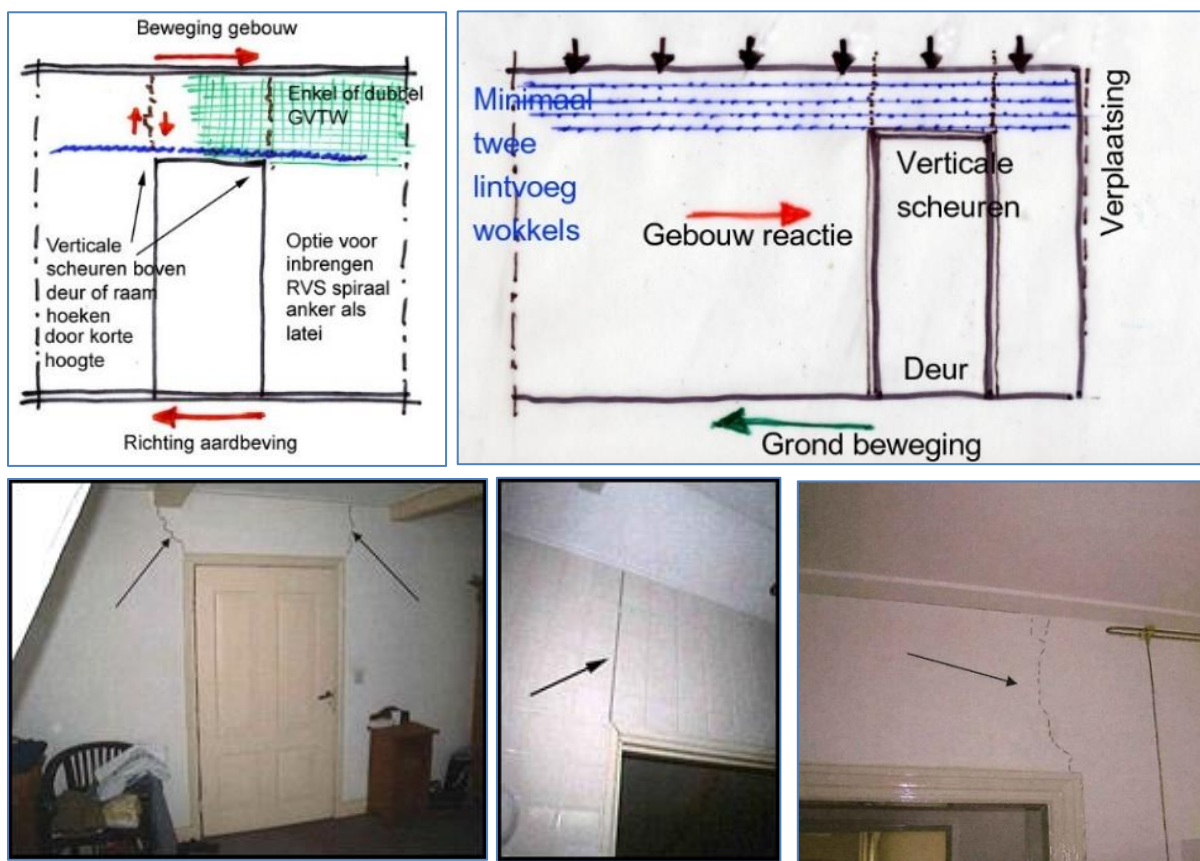 Beweging gebouw
Enkel of dubbel
GVTW
Verticale
scheuren boven
deur of raam
hoeken
door korte
hoogte
Optie voor
inbrengen
RVS spiraal
anker als
latei
Richting aardbeving
Minimaal
twee
lintvoeg
wokkels
Verticale
scheuren
Gebouw reactie
Verplaatsing
Deur
Grond beweging